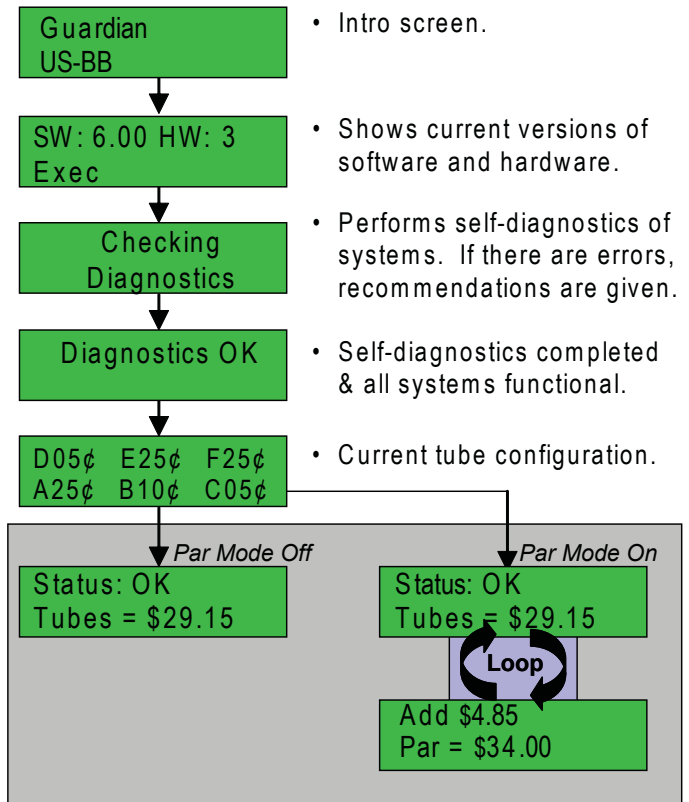 Guardian
US-BB
• Intro screen.
SW: 6.00 HW: 3
Exec
• Shows current versions of
software and hardware.
Checking
Diagnostics
• Performs self-diagnostics of
systems. If there are errors,
recommendations are given.
Diagnostics OK
• Self-diagnostics completed
& all systems functional.
D05¢ E25¢ F25¢
A25¢ B10¢ C05¢
• Current tube configuration.
Par Mode Off
Status: OK
Tubes = $29.15
Par Mode On
Status: OK
Tubes = $29.15
Loop
Add $4.85
Par = $34.00